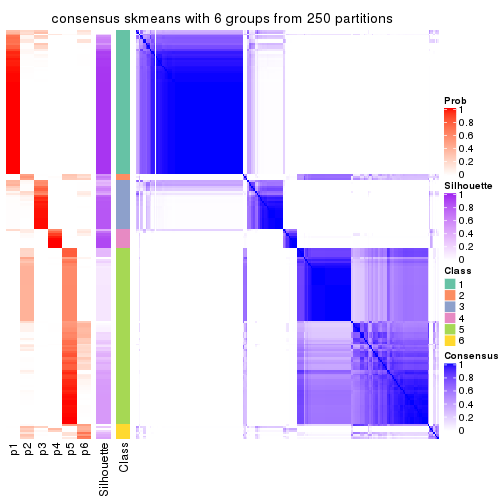 consensus skmeans with 6 groups from 250 partitions
Prob
1
0.8
0.6
0.4
0.2
0
Silhouette
1
0.8
0.6
0.4
0.2
0
Class
1
2
3
4
5
6
Consensus
1
0.8
0.6
0.4
0.2
0
p1
p2
p3
p4
p5
p6
Silhouette
Class